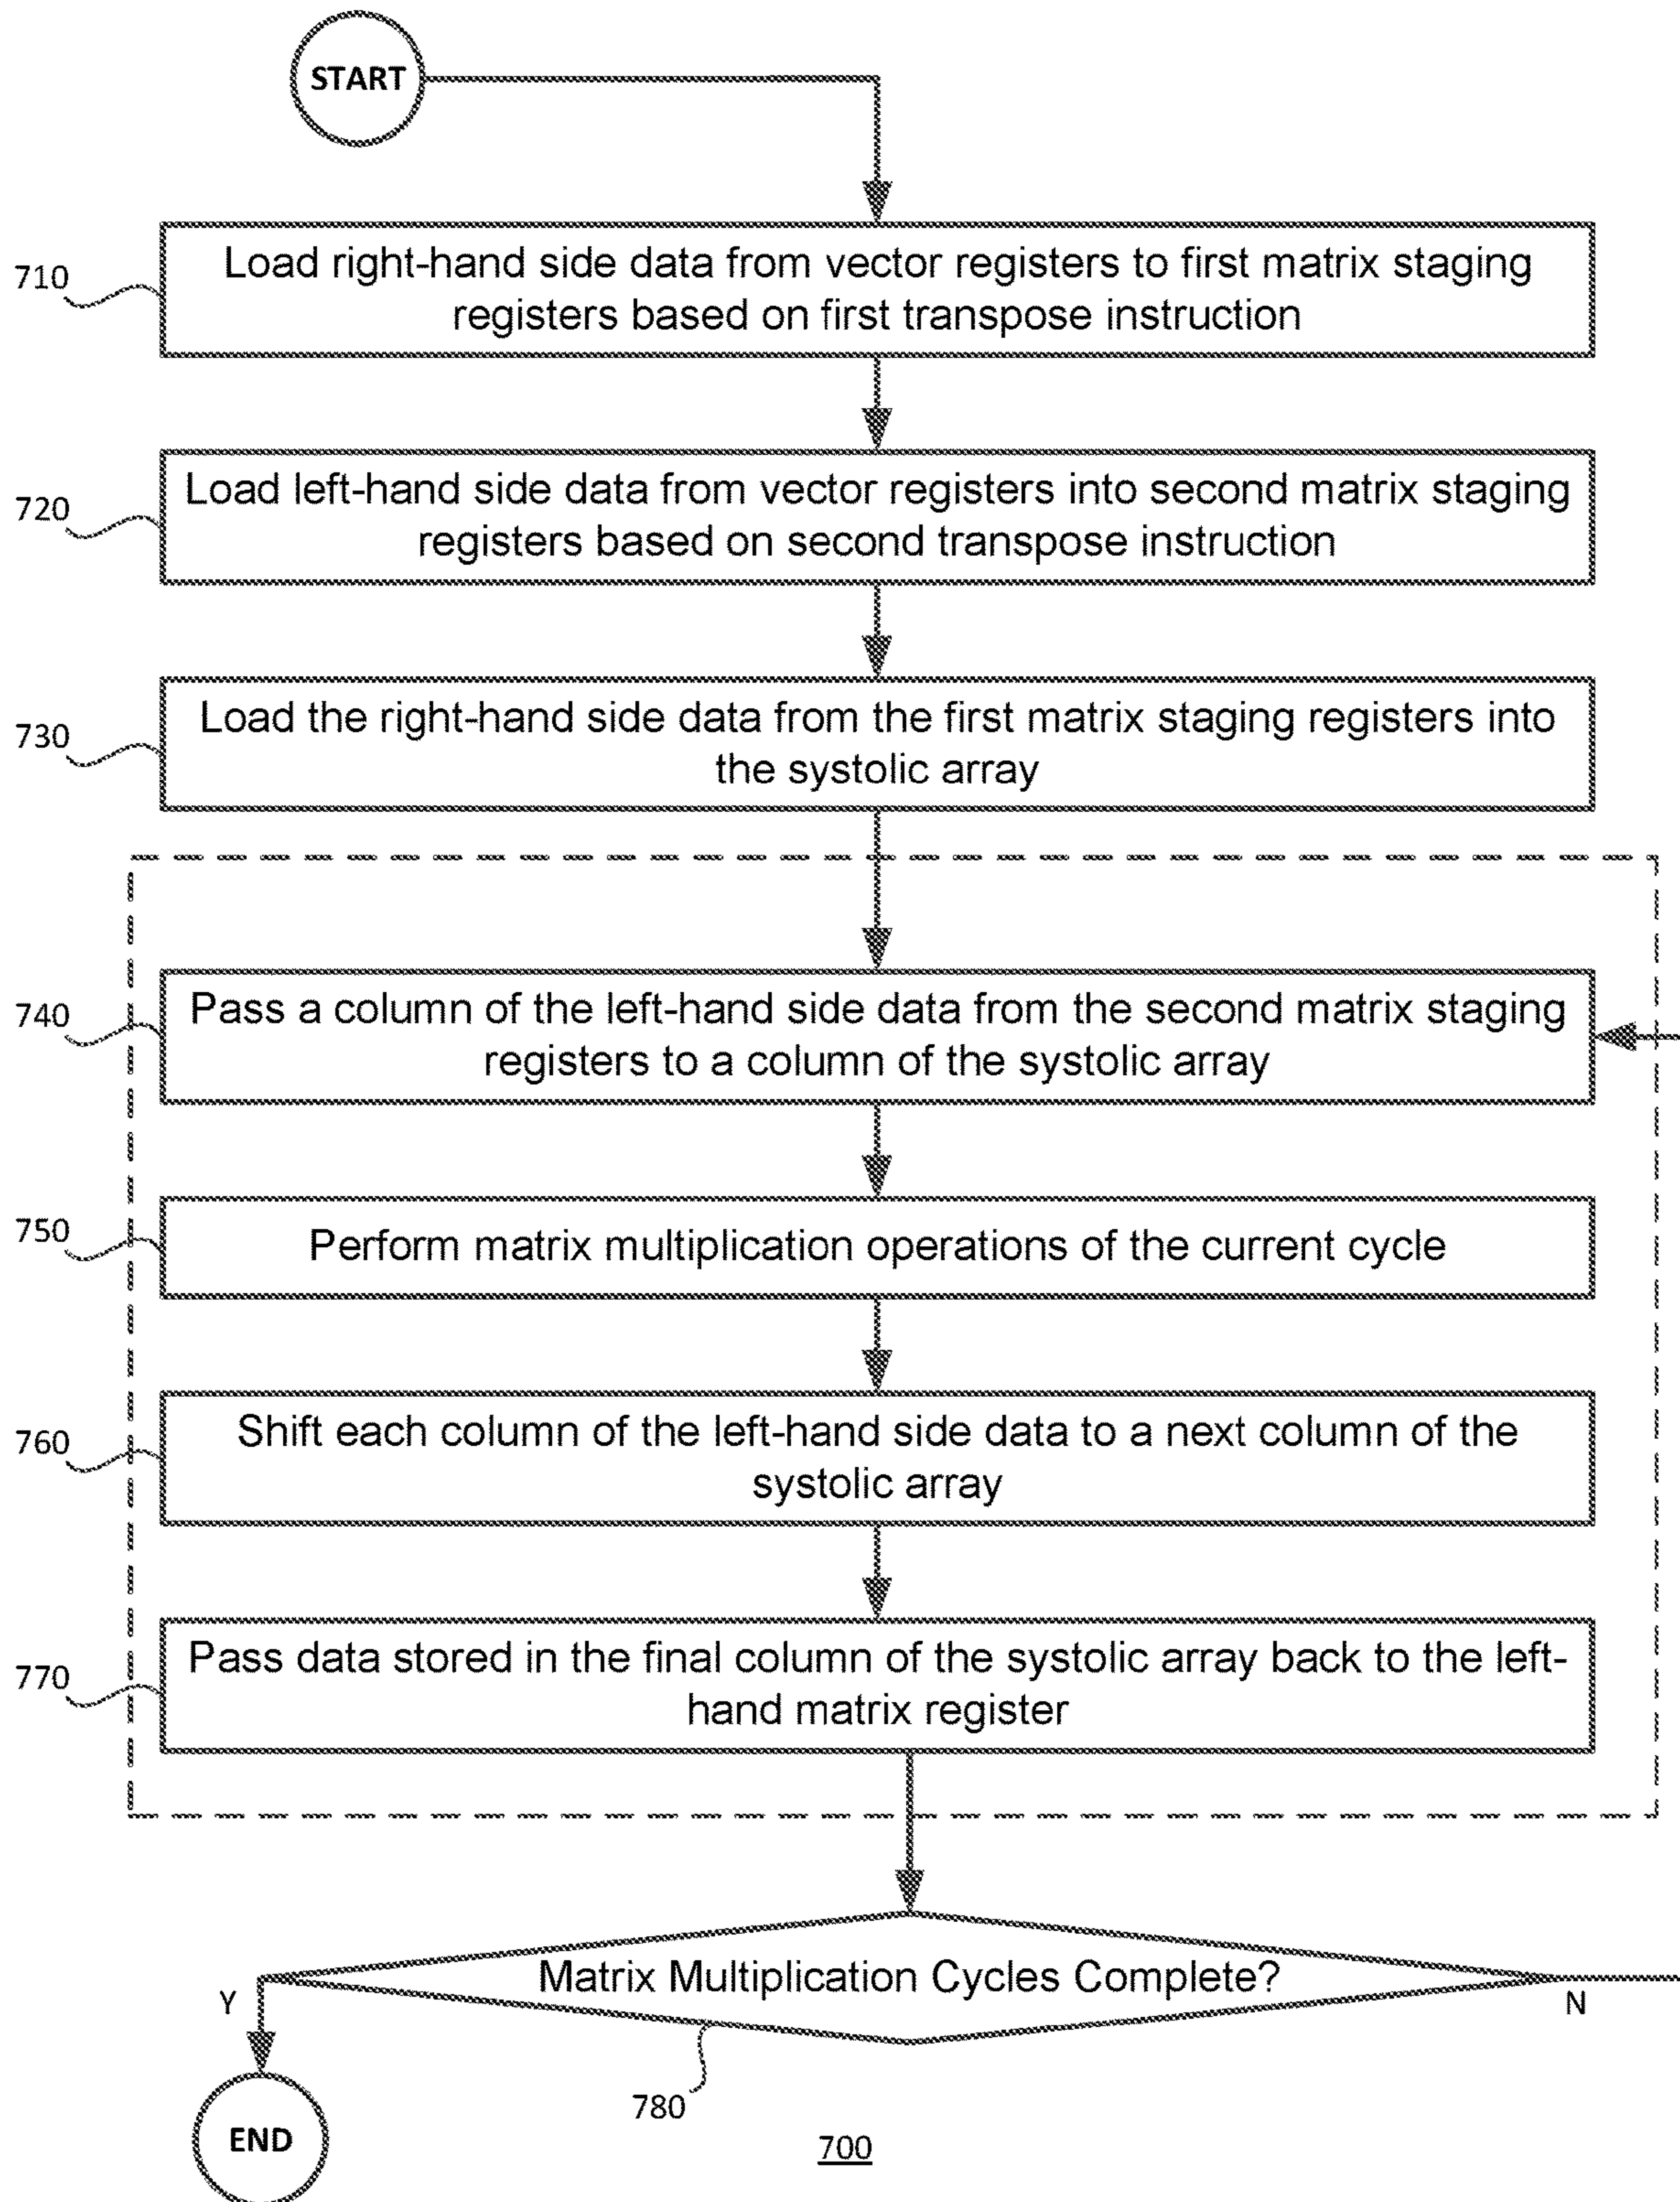 START
710
Load right-hand side data from vector registers to first matrix staging
registers based on first transpose instruction
720
Load left-hand side data from vector registers into second matrix staging
registers based on second transpose instruction
730
Load the right-hand side data from the first matrix staging registers into
the systolic array
740
Pass a column of the left-hand side data from the second matrix staging
registers to a column of the systolic array
750
Perform matrix multiplication operations of the current cycle
760
Shift each column of the left-hand side data to a next column of the
systolic array
770
Pass data stored in the final column of the systolic array back to the left-
hand matrix register
Matrix Multiplication Cycles Complete?
Y
N
780
END
700